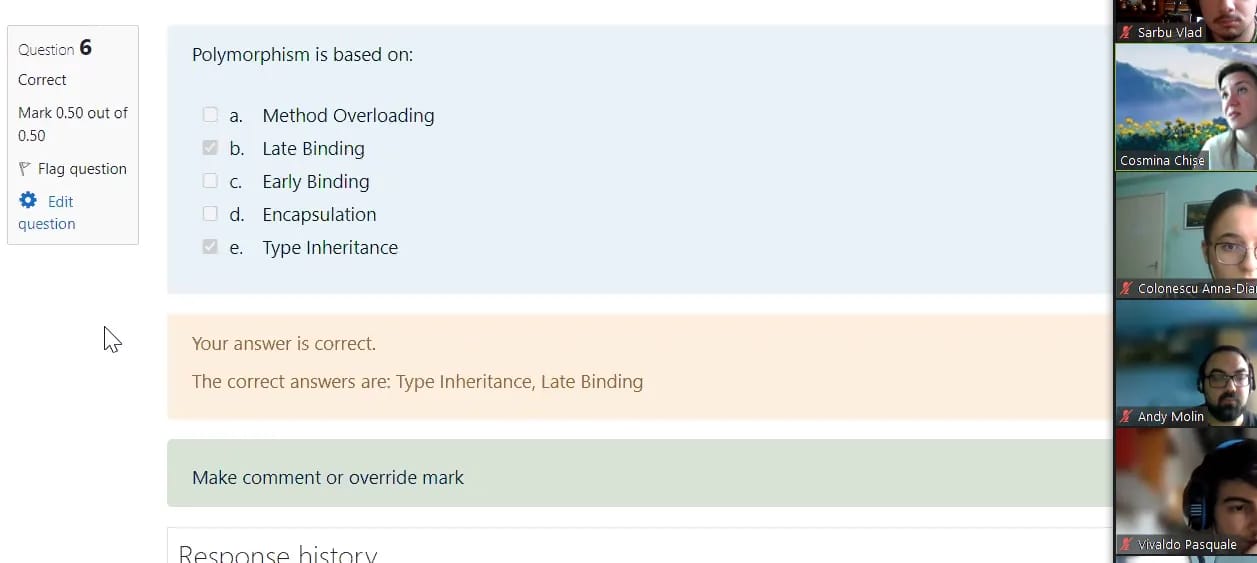 Question 6
Correct
Mark 0.50 out of
0.50
Flag question
Edit
question
Polymorphism is based on:
a. Method Overloading
b. Late Binding
c. Early Binding
d. Encapsulation
e. Type Inheritance
Your answer is correct.
The correct answers are: Type Inheritance, Late Binding
Make comment or override mark
Response history
Sarbu Vlad
Cosmina Chise
Colonescu Anna-Dia
Andy Molin
Vivaldo Pasquale